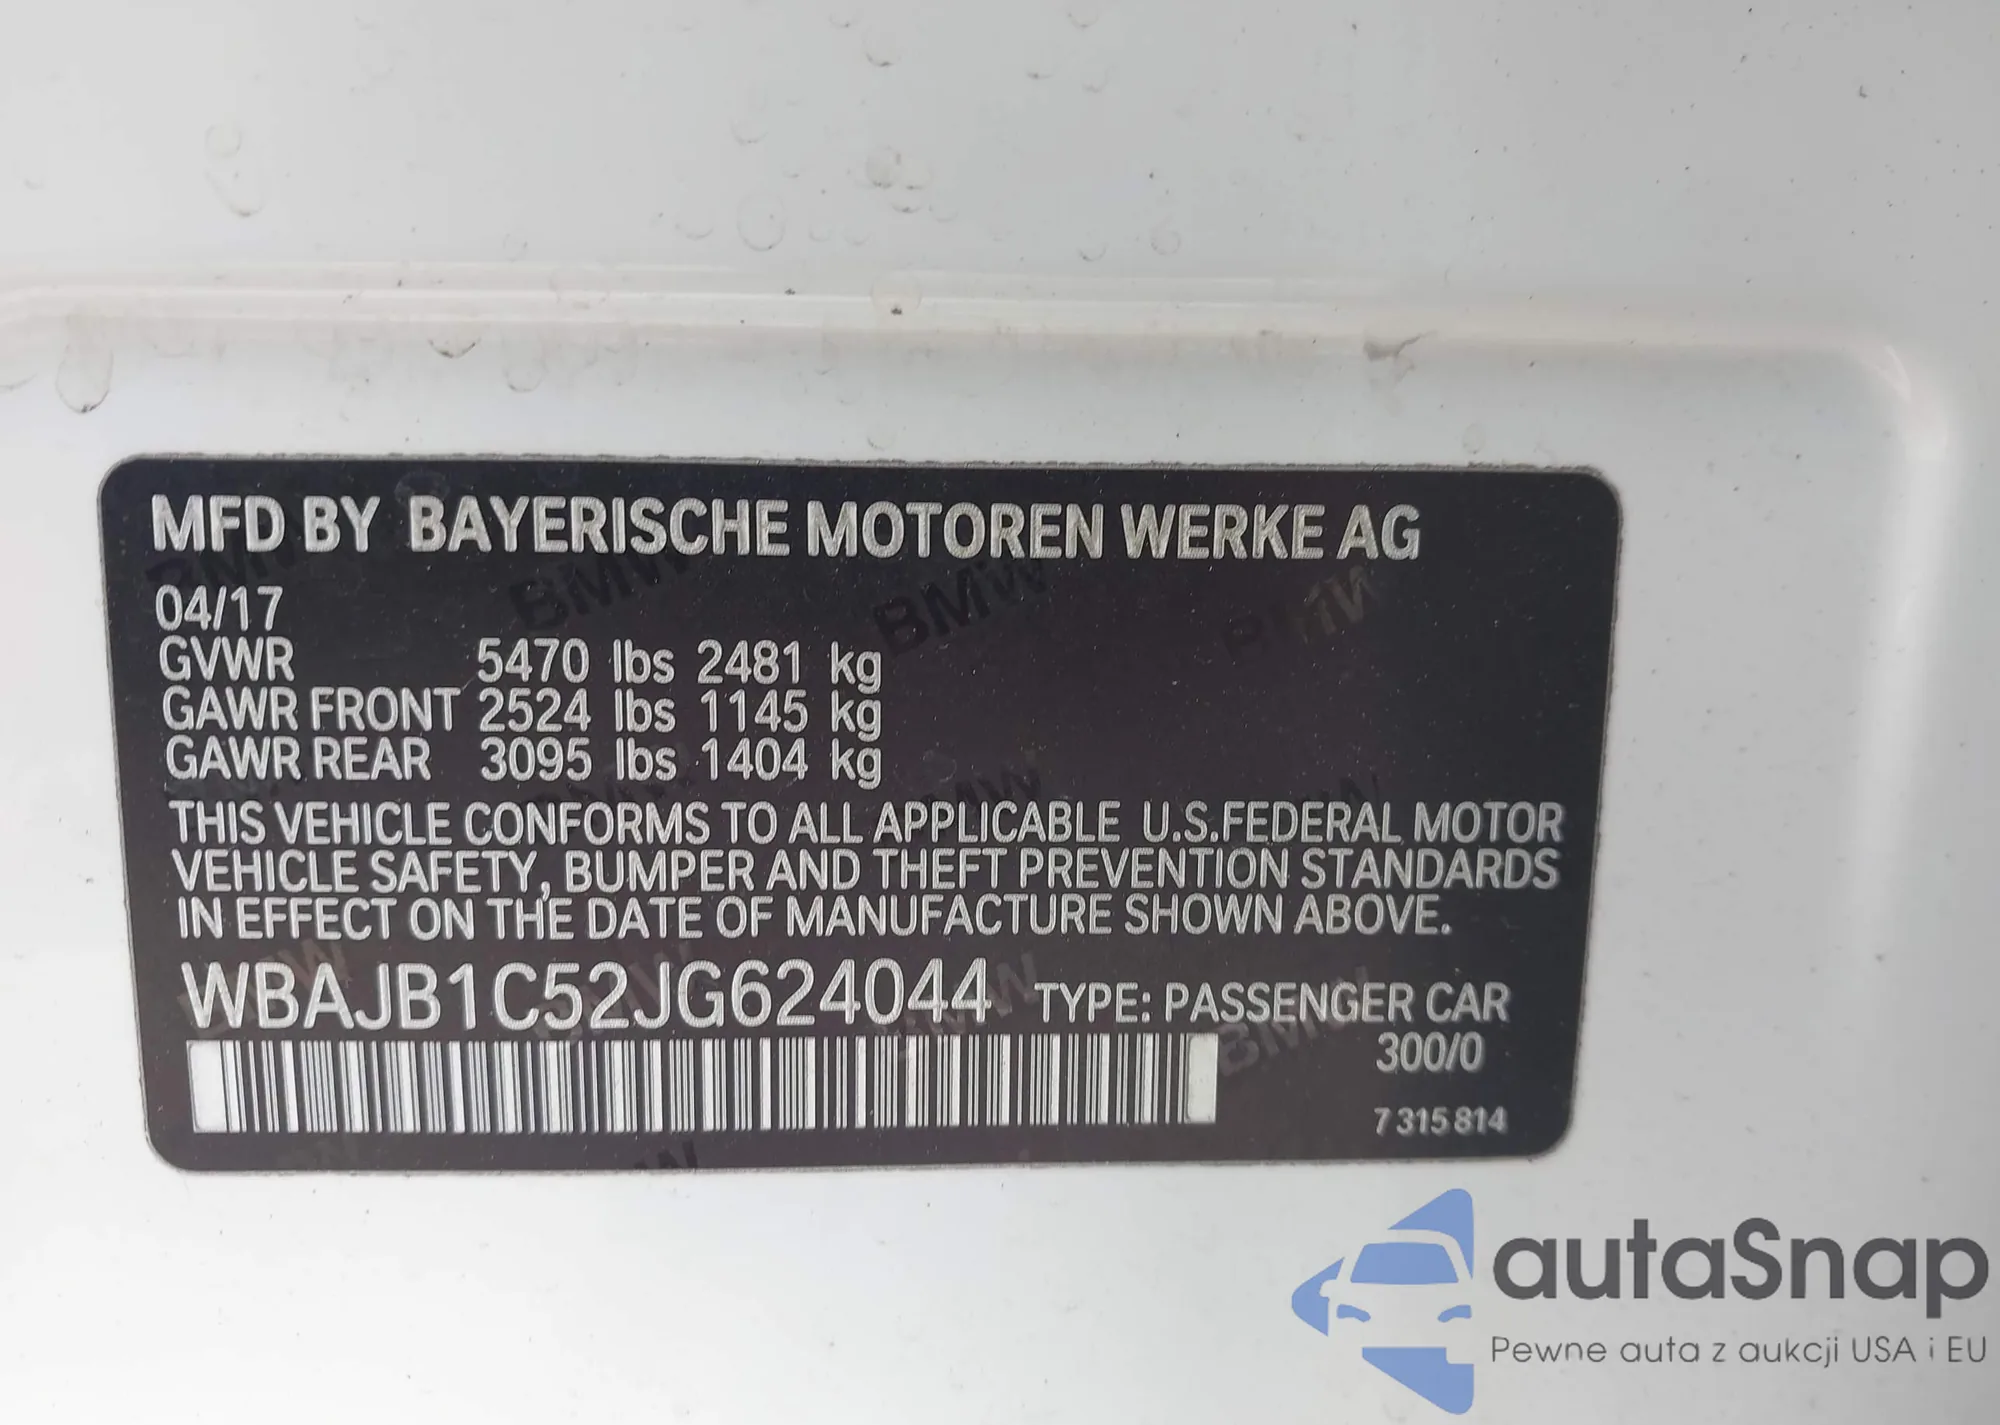 MFD BY BAYERISCHE MOTOREN WERKE AG
04/17
GVWR 5470 lbs 2481 kg
GAWR FRONT 2524 lbs 1145 kg
GAWR REAR 3095 lbs 1404 kg
THIS VEHICLE CONFORMS TO ALL APPLICABLE U.S.FEDERAL MOTOR
VEHICLE SAFETY, BUMPER AND THEFT PREVENTION STANDARDS
IN EFFECT ON THE DATE OF MANUFACTURE SHOWN ABOVE.
WBAJB1C52JG624044 TYPE: PASSENGER CAR
300/0
7 315 814
autaSnap
Pewne auta z aukcji USA i EU